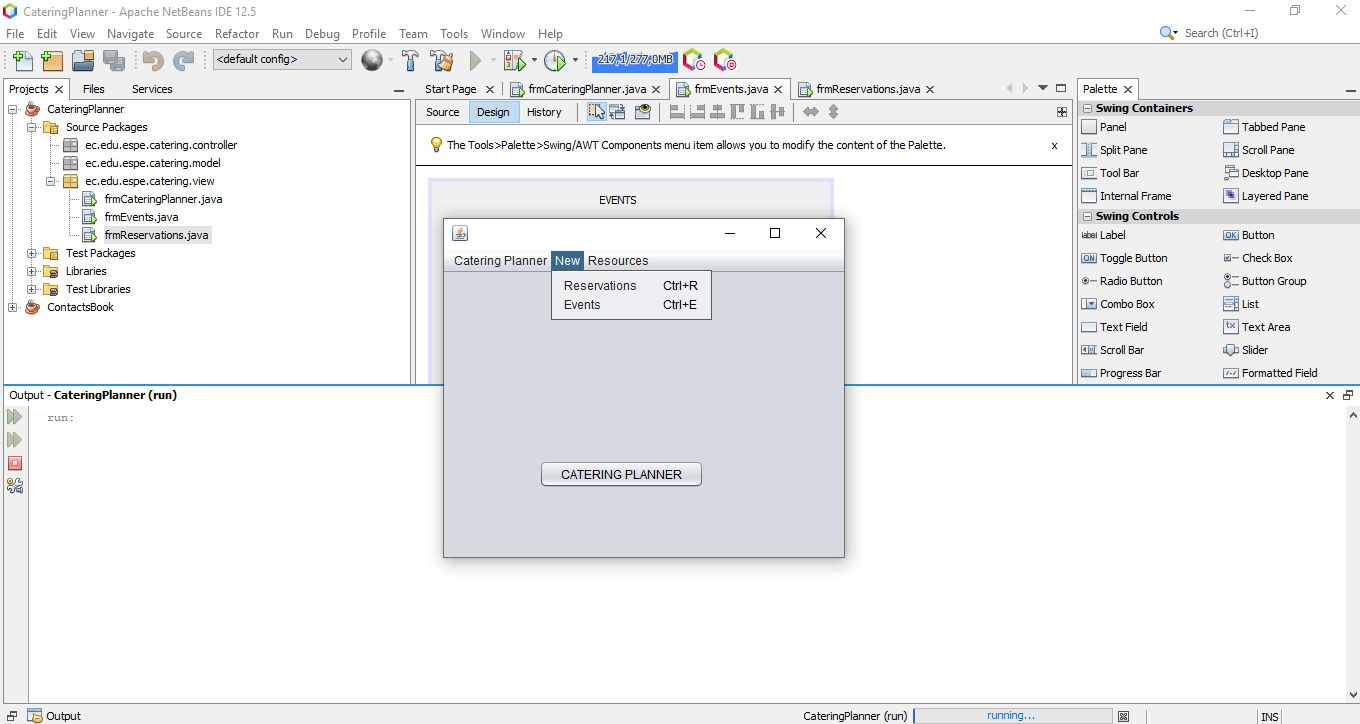 CateringPlanner - Apache NetBeans IDE 12.5
File Edit View Navigate Source Refactor Run Debug Profile Team Tools Window Help
Search (Ctrl+I)
<default config>
217,1/277,0MB
Projects Files Services
Start Page frmCateringPlanner.java frmEvents.java frmReservations.java
Palette
CateringPlanner
Source Packages
ec.edu.espe.catering.controller
ec.edu.espe.catering.model
ec.edu.espe.catering.view
frmCateringPlanner.java
frmEvents.java
frmReservations.java
Test Packages
Libraries
Test Libraries
ContactsBook
Source Design History
The Tools>Palette>Swing/AWT Components menu item allows you to modify the content of the Palette. x
EVENTS
Catering Planner New Resources
Reservations Ctrl+R
Events Ctrl+E
CATERING PLANNER
Swing Containers
Panel Tabbed Pane
Split Pane Scroll Pane
Tool Bar Desktop Pane
Internal Frame Layered Pane
Swing Controls
label Label OK Button
ON Toggle Button Check Box
Radio Button Button Group
Combo Box List
Text Field Text Area
Scroll Bar Slider
Progress Bar Formatted Field
Output - CateringPlanner (run)
run:
Output
CateringPlanner (run) running... INS